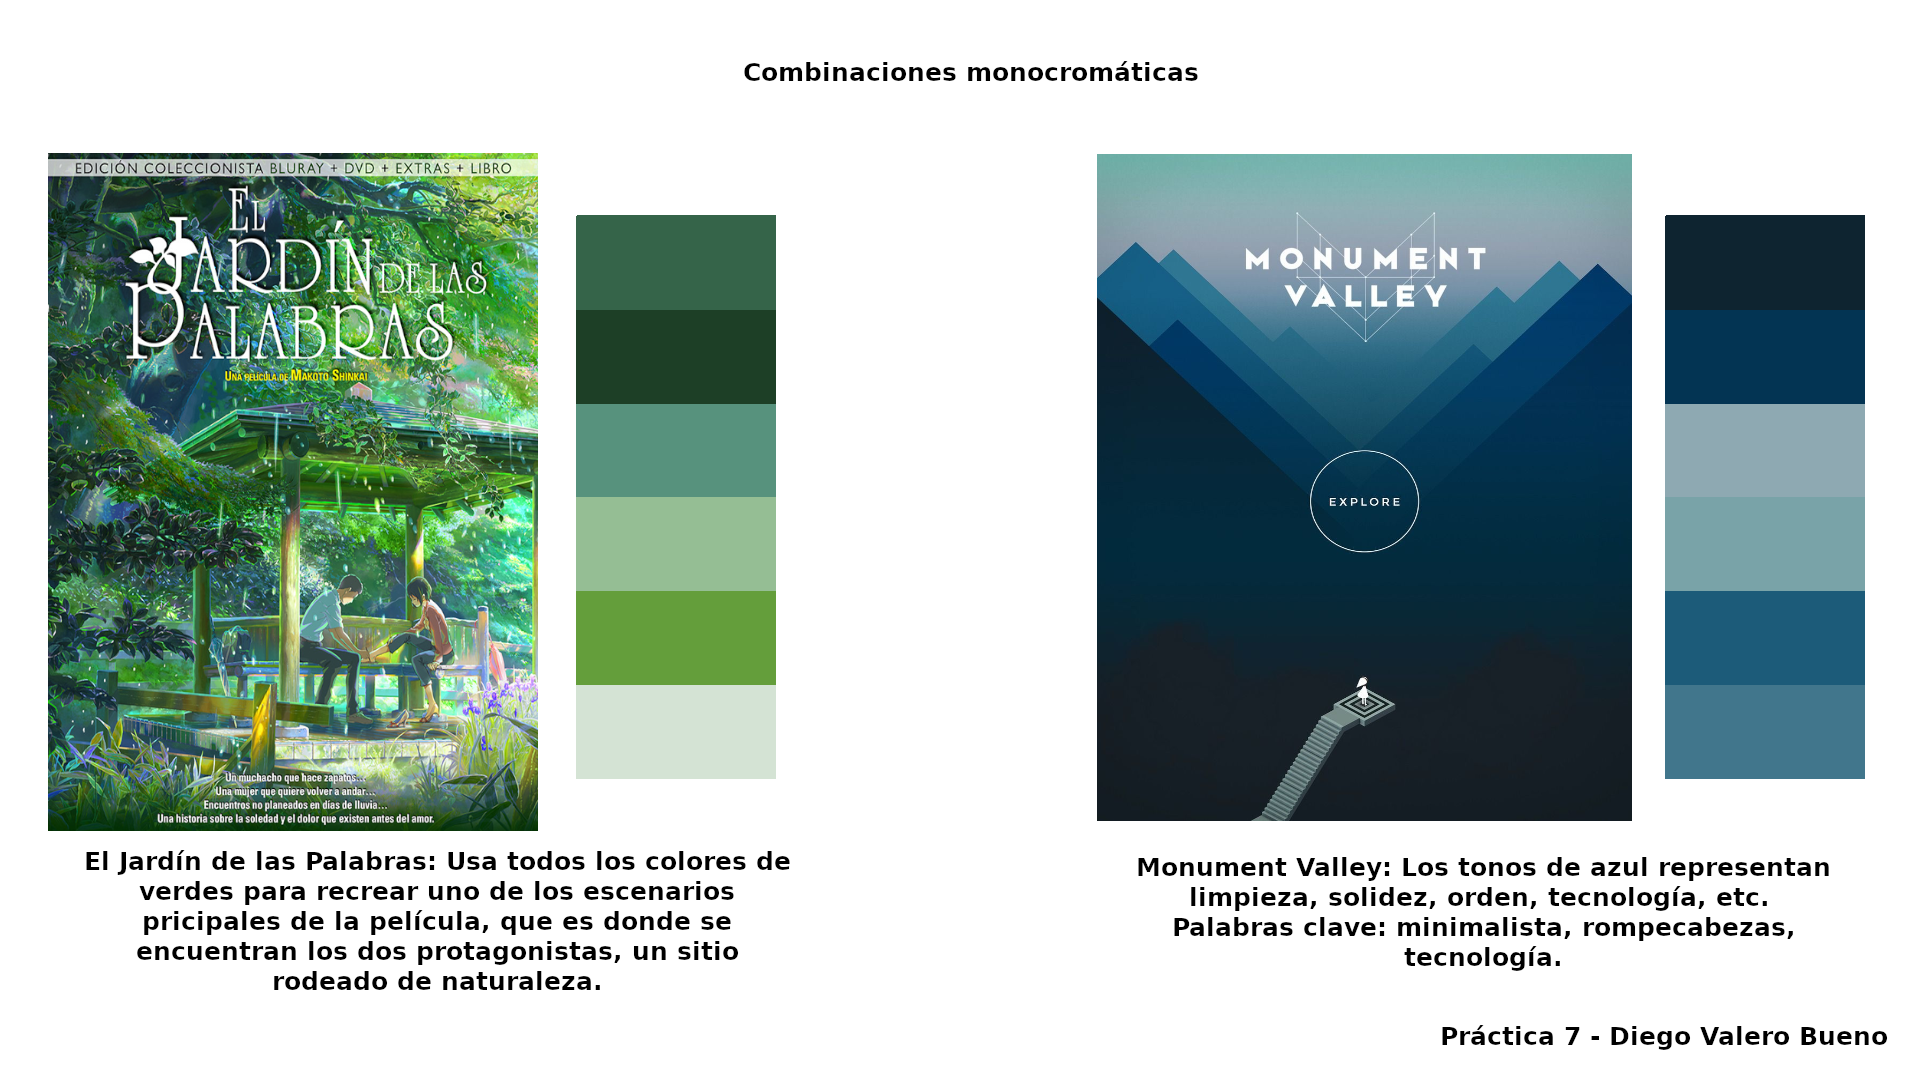 Combinaciones monocromáticas
EDICIÓN COLECCIONISTA BLURAY + DVD + EXTRAS + LIBRO
EL
JARDÍN DE LAS
PALABRAS
UNA PELÍCULA DE MAKOTO SHINKAI
Un muchacho que hace zapatos...
Una mujer que quiere volver a andar...
Encuentros no planeados en días de lluvia...
Una historia sobre la soledad y el dolor que existen antes del amor.
El Jardín de las Palabras: Usa todos los colores de
verdes para recrear uno de los escenarios
pricipales de la película, que es donde se
encuentran los dos protagonistas, un sitio
rodeado de naturaleza.
MONUMENT
VALLEY
EXPLORE
Monument Valley: Los tonos de azul representan
limpieza, solidez, orden, tecnología, etc.
Palabras clave: minimalista, rompecabezas,
tecnología.
Práctica 7 - Diego Valero Bueno